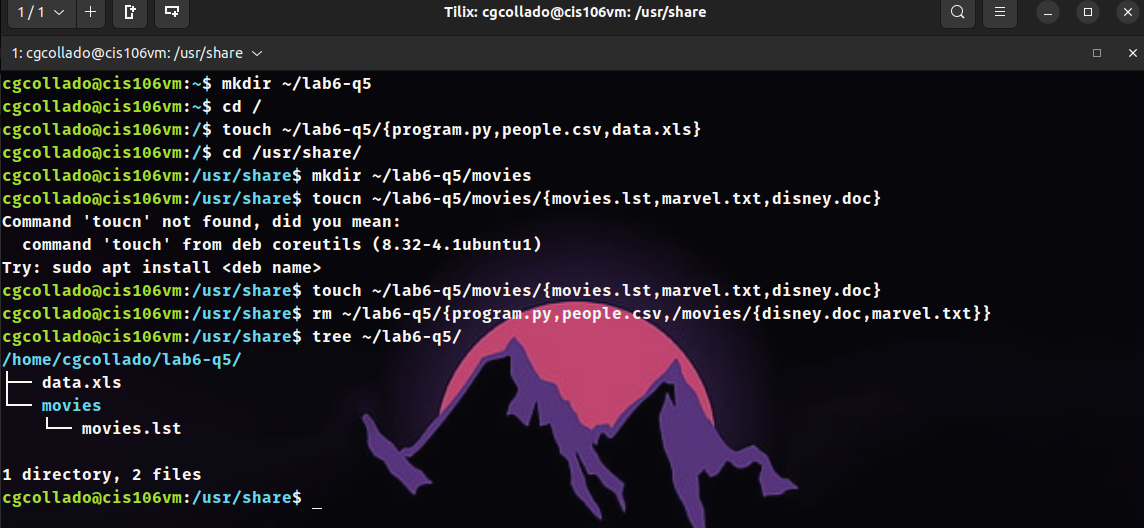 1 / 1
Tilix: cgcollado@cis106vm: /usr/share
1: cgcollado@cis106vm: /usr/share
cgcollado@cis106vm:~$ mkdir ~/lab6-q5
cgcollado@cis106vm:~$ cd /
cgcollado@cis106vm:/$ touch ~/lab6-q5/{program.py,people.csv,data.xls}
cgcollado@cis106vm:/$ cd /usr/share/
cgcollado@cis106vm:/usr/share$ mkdir ~/lab6-q5/movies
cgcollado@cis106vm:/usr/share$ toucn ~/lab6-q5/movies/{movies.lst,marvel.txt,disney.doc}
Command 'toucn' not found, did you mean:
  command 'touch' from deb coreutils (8.32-4.1ubuntu1)
Try: sudo apt install <deb name>
cgcollado@cis106vm:/usr/share$ touch ~/lab6-q5/movies/{movies.lst,marvel.txt,disney.doc}
cgcollado@cis106vm:/usr/share$ rm ~/lab6-q5/{program.py,people.csv,/movies/{disney.doc,marvel.txt}}
cgcollado@cis106vm:/usr/share$ tree ~/lab6-q5/
/home/cgcollado/lab6-q5/
├── data.xls
└── movies
    └── movies.lst

1 directory, 2 files
cgcollado@cis106vm:/usr/share$ _